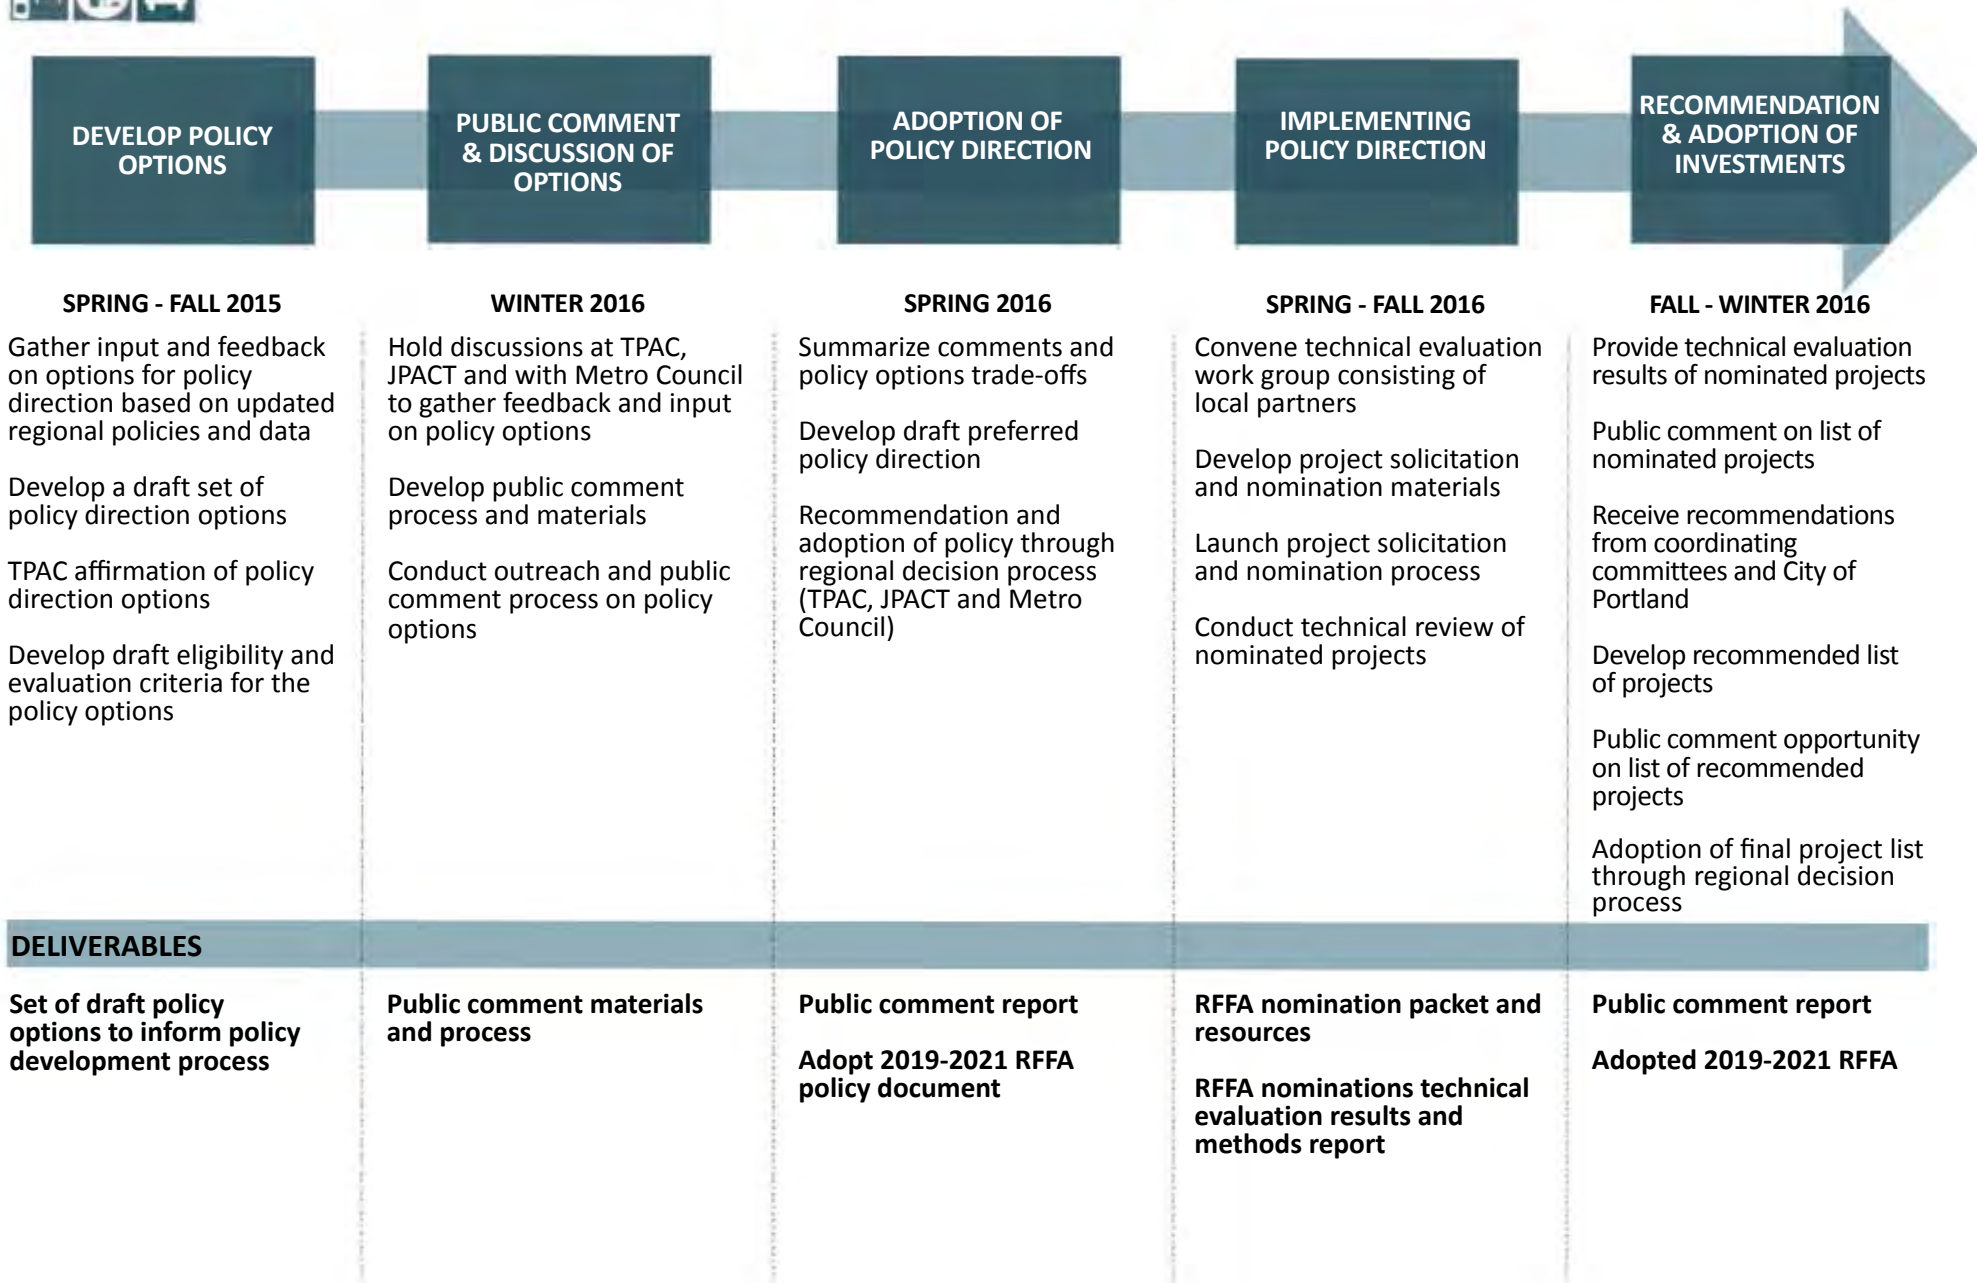 DEVELOP POLICY
OPTIONS
PUBLIC COMMENT
& DISCUSSION OF
OPTIONS
ADOPTION OF
POLICY DIRECTION
IMPLEMENTING
POLICY DIRECTION
RECOMMENDATION
& ADOPTION OF
INVESTMENTS
SPRING - FALL 2015
Gather input and feedback
on options for policy
direction based on updated
regional policies and data
Develop a draft set of
policy direction options
TPAC affirmation of policy
direction options
Develop draft eligibility and
evaluation criteria for the
policy options
WINTER 2016
Hold discussions at TPAC,
JPACT and with Metro Council
to gather feedback and input
on policy options
Develop public comment
process and materials
Conduct outreach and public
comment process on policy
options
SPRING 2016
Summarize comments and
policy options trade-offs
Develop draft preferred
policy direction
Recommendation and
adoption of policy through
regional decision process
(TPAC, JPACT and Metro
Council)
SPRING - FALL 2016
Convene technical evaluation
work group consisting of
local partners
Develop project solicitation
and nomination materials
Launch project solicitation
and nomination process
Conduct technical review of
nominated projects
FALL - WINTER 2016
Provide technical evaluation
results of nominated projects
Public comment on list of
nominated projects
Receive recommendations
from coordinating
committees and City of
Portland
Develop recommended list
of projects
Public comment opportunity
on list of recommended
projects
Adoption of final project list
through regional decision
process
DELIVERABLES
Set of draft policy
options to inform policy
development process
Public comment materials
and process
Public comment report
Adopt 2019-2021 RFFA
policy document
RFFA nomination packet and
resources
RFFA nominations technical
evaluation results and
methods report
Public comment report
Adopted 2019-2021 RFFA